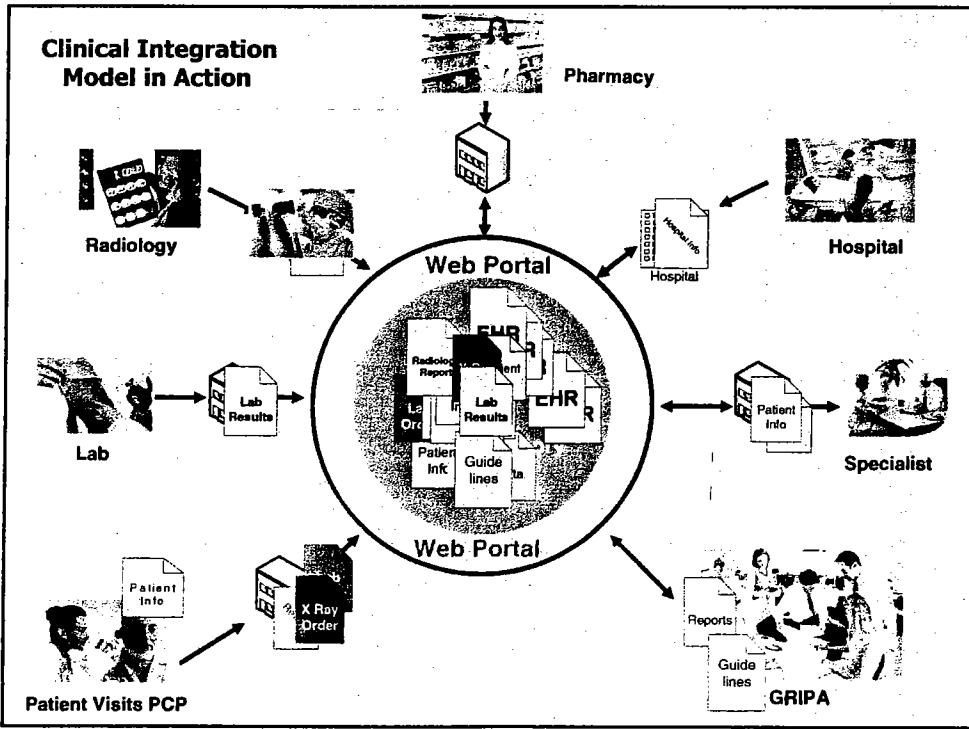 Clinical Integration
Model in Action
Pharmacy
Radiology
Hospital Info
Hospital
Hospital
Web Portal
EHR
Radiology
Report
Lab
Results
EHR
Patient
Info
Guide
lines
Web Portal
Lab
Results
Lab
Patient
Info
Specialist
Patient
Info
X Ray
Order
Patient Visits PCP
Reports
Guide
lines
GRIPA